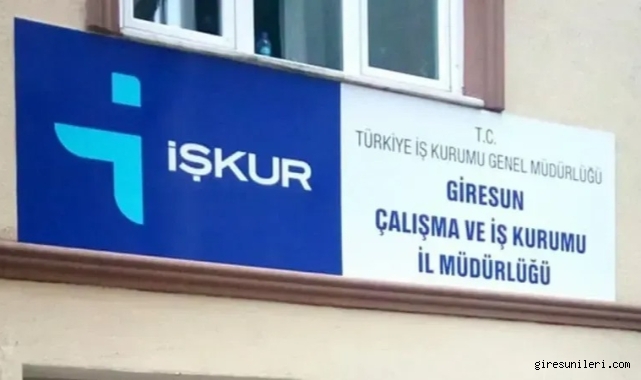 İŞKUR
T.C.
TÜRKİYE İŞ KURUMU GENEL MÜDÜRLÜĞÜ
GİRESUN
ÇALIŞMA VE İŞ KURUMU
İL MÜDÜRLÜĞÜ
giresunileri.com